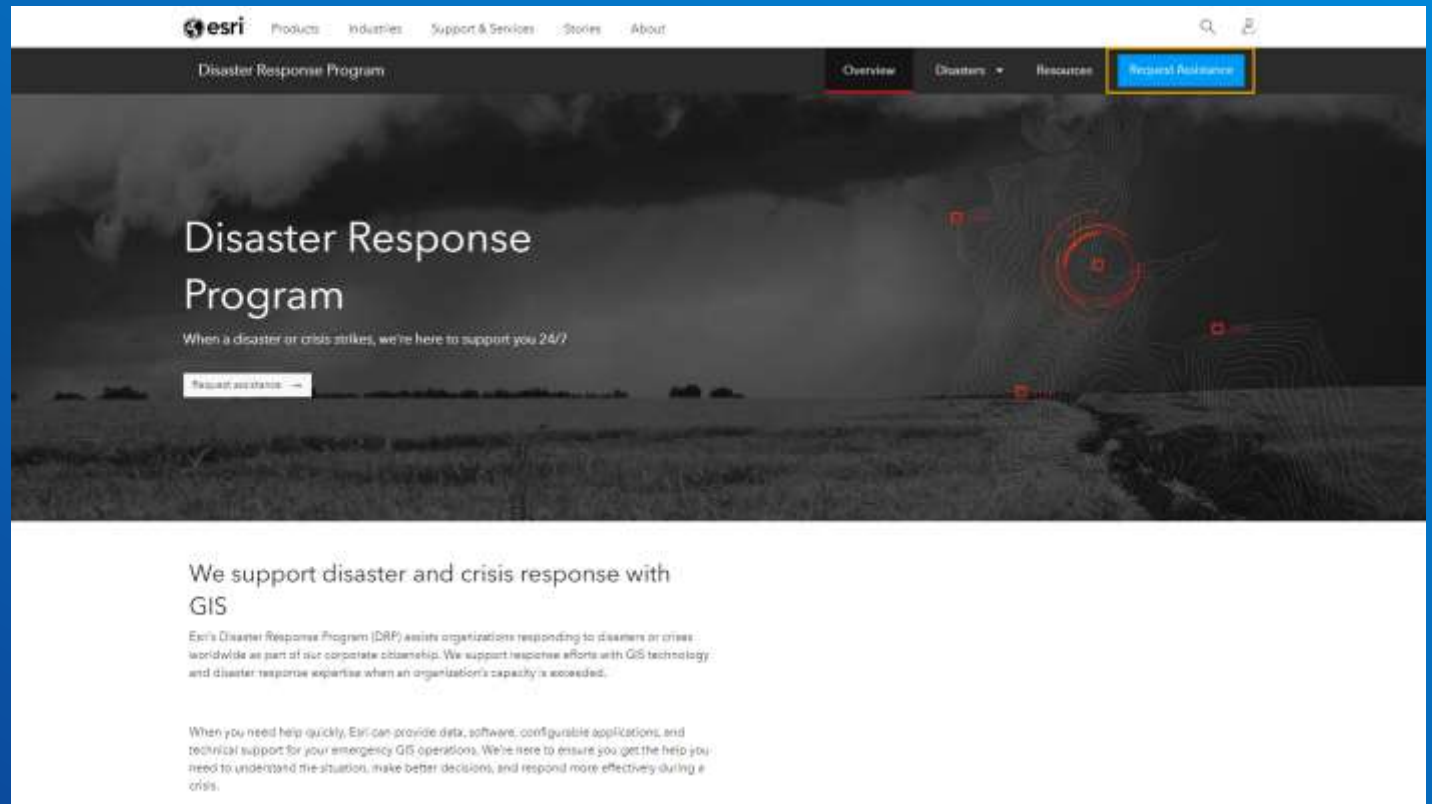 esri Products Industries Support & Services Stories About
Disaster Response Program Overview Disasters Resources Request Assistance
Disaster Response
Program
When a disaster or crisis strikes, we're here to support you 24/7
Request assistance →
We support disaster and crisis response with
GIS
Esri's Disaster Response Program (DRP) assists organizations responding to disasters or crises
worldwide as part of our corporate citizenship. We support response efforts with GIS technology
and disaster response expertise when an organization's capacity is exceeded.
When you need help quickly, Esri can provide data, software, configurable applications, and
technical support for your emergency GIS operations. We're here to ensure you get the help you
need to understand the situation, make better decisions, and respond more effectively during a
crisis.